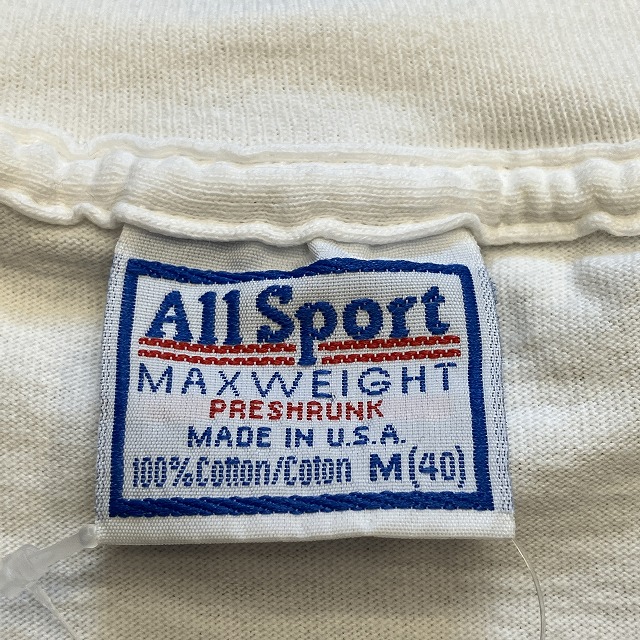 All Sport
MAXWEIGHT
PRESHRUNK
MADE IN U.S.A.
100% Cotton/Coton M(40)